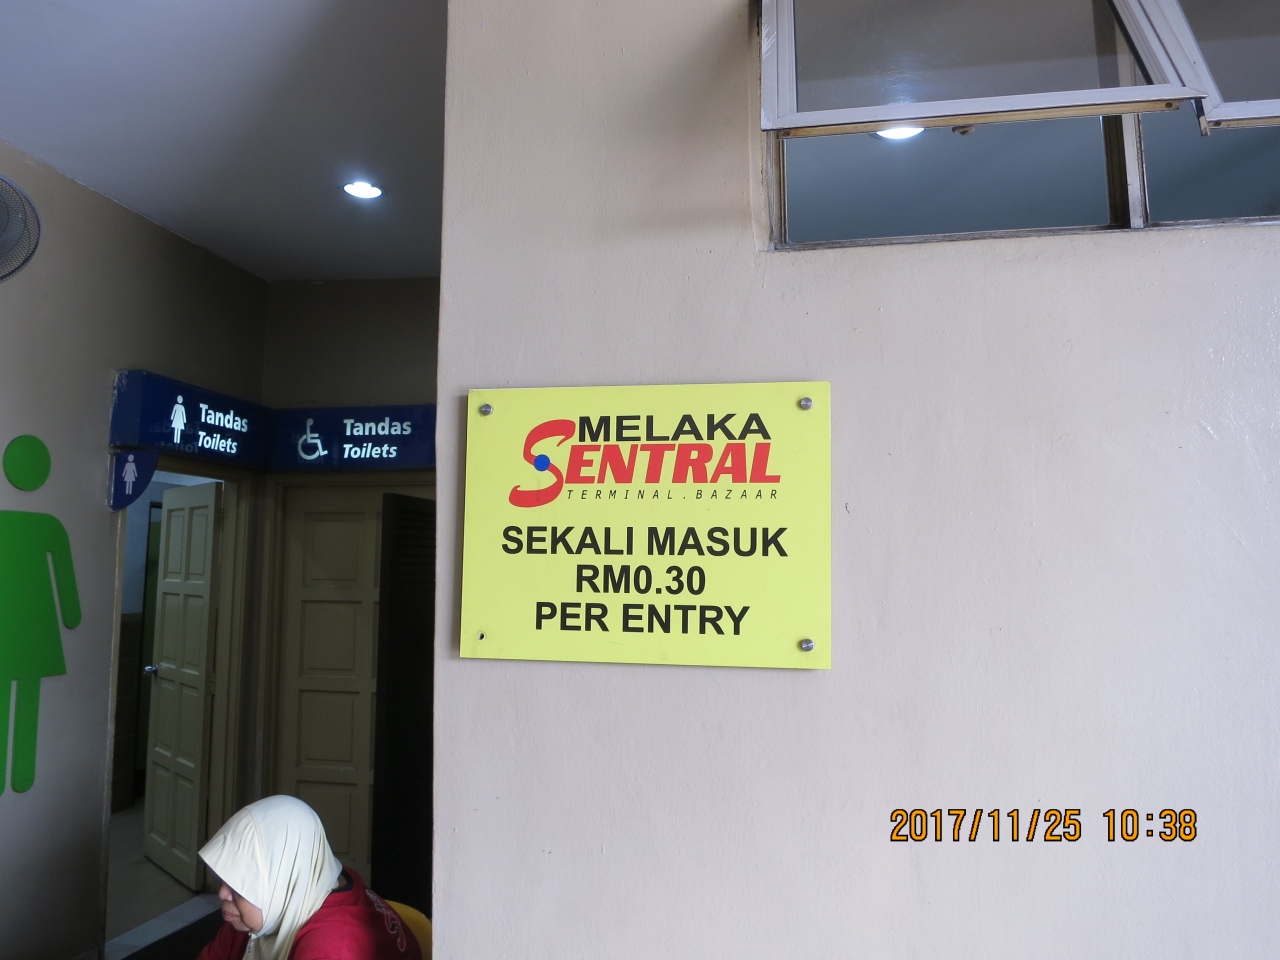 Tandas
Toilets
Tandas
Toilets
MELAKA
SENTRAL
TERMINAL.BAZAAR
SEKALI MASUK
RM0.30
PER ENTRY
2017/11/25 10:38